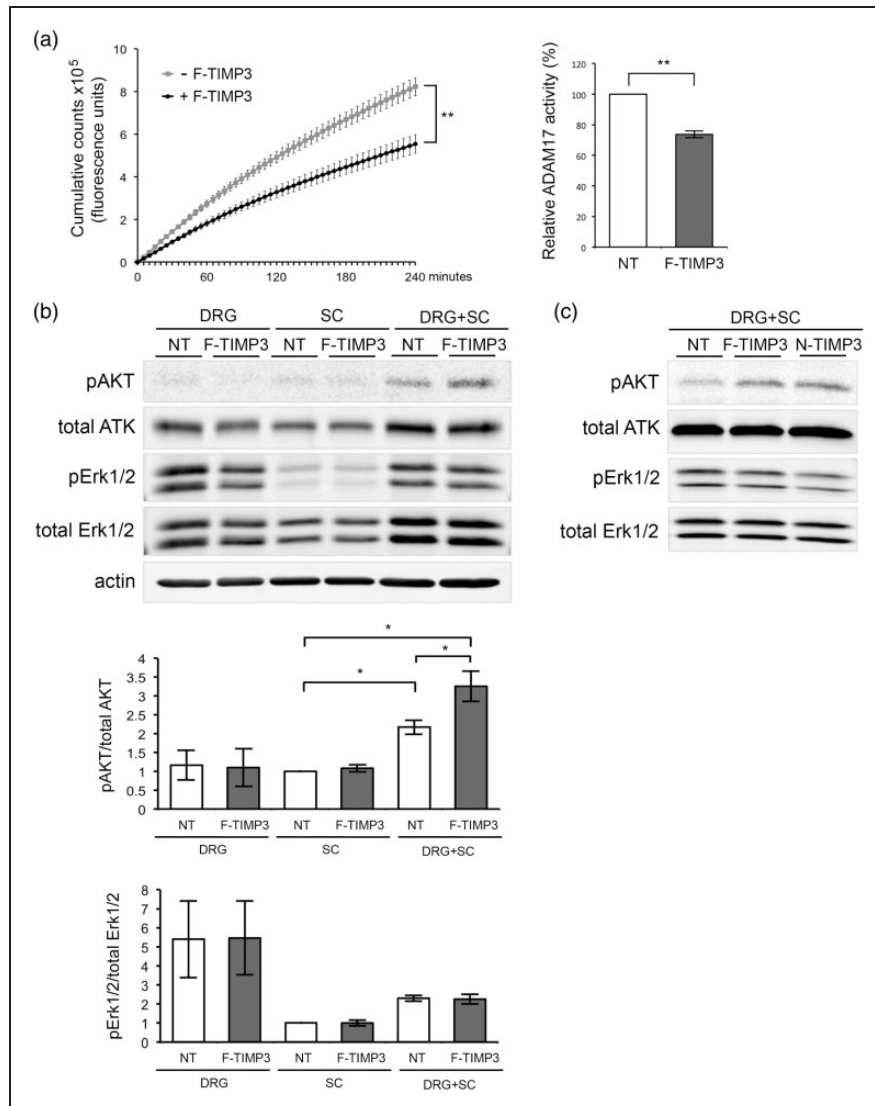 (a)
10
8
6
4
2
0
Cumulative counts x10⁵
(fluorescence units)
- F-TIMP3
+ F-TIMP3
**
0 60 120 180 240 minutes
Relative ADAM17 activity (%)
120
100
80
60
40
20
0
**
NT F-TIMP3
(b)
DRG SC DRG+SC
NT F-TIMP3 NT F-TIMP3 NT F-TIMP3
pAKT
total ATK
pErk1/2
total Erk1/2
actin
(c)
DRG+SC
NT F-TIMP3 N-TIMP3
pAKT
total ATK
pErk1/2
total Erk1/2
pAKT/total AKT
4
3.5
3
2.5
2
1.5
1
0.5
0
*
*
*
NT F-TIMP3 NT F-TIMP3 NT F-TIMP3
DRG SC DRG+SC
pErk1/2/total Erk1/2
8
7
6
5
4
3
2
1
0
NT F-TIMP3 NT F-TIMP3 NT F-TIMP3
DRG SC DRG+SC